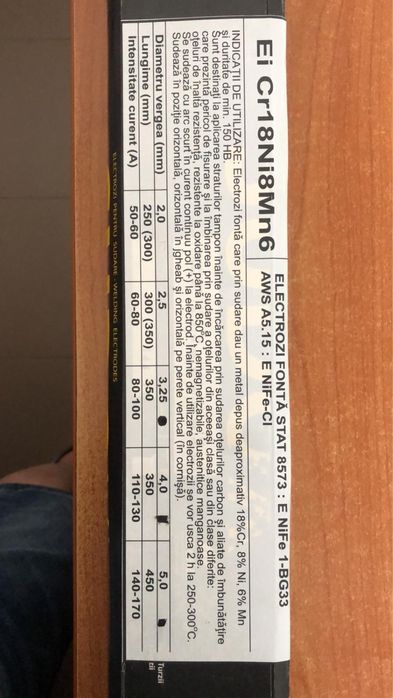 Ei Cr18Ni8Mn6
ELECTROZI FONTĂ STAT 8573 : E NiFe 1-BG33
AWS A5.15 : E NiFe-CI
INDICAȚII DE UTILIZARE: Electrozi fontă care prin sudare dau un metal depus deaproximativ 18%Cr, 8% Ni, 6% Mn
și duritate de min. 150 HB.
Sunt destinați la aplicarea straturilor tampon înainte de încărcarea prin sudarea oțelurilor carbon și aliate de îmbunătățire
care prezintă pericol de fisurare și la îmbinarea prin sudare a oțelurilor din aceeași clasă sau din clase diferite:
oțeluri de înaltă rezistență, rezistente la oxidare până la 850°C, nemagnetizabile, austenitice manganoase.
Se sudează cu arc scurt în curent continuu pol (+) la electrod. Înainte de utilizare electrozii se vor usca 2 h la 250-300°C.
Sudează în poziție orizontală, orizontală în jgheab și orizontală pe perete vertical (în cornișă).
Diametru vergea (mm) 2,0 2,5 3,25 4,0 5,0
Lungime (mm) 250 (300) 300 (350) 350 350 450
Intensitate curent (A) 50-60 60-80 80-100 110-130 140-170
ELECTROZI PENTRU SUDARE - WELDING ELECTRODES
Turzii